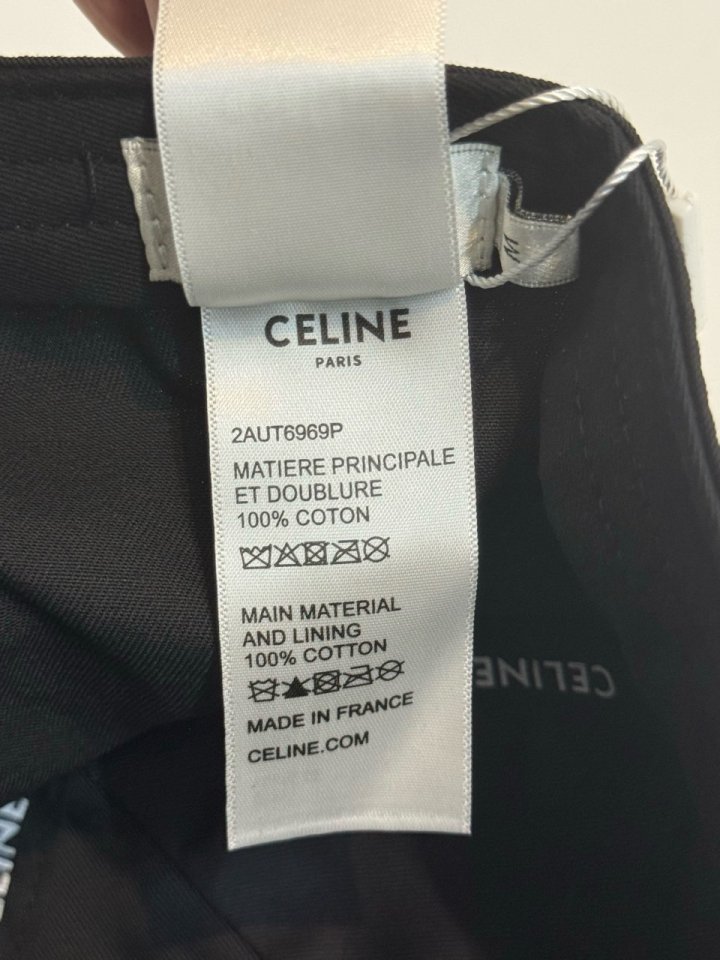 M
CELINE
PARIS
2AUT6969P
MATIERE PRINCIPALE
ET DOUBLURE
100% COTON
MAIN MATERIAL
AND LINING
100% COTTON
MADE IN FRANCE
CELINE.COM
CELINE
CELINE